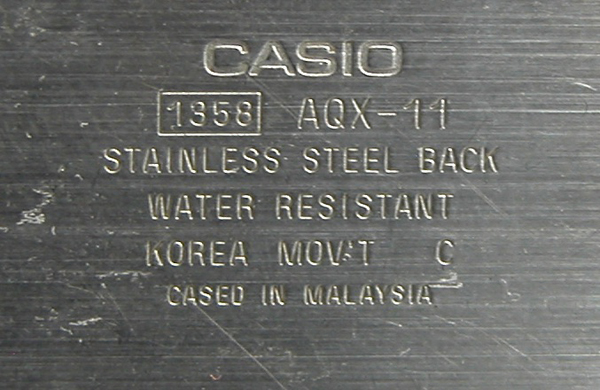 CASIO
1358 AQX-11
STAINLESS STEEL BACK
WATER RESISTANT
KOREA MOV'T C
CASED IN MALAYSIA